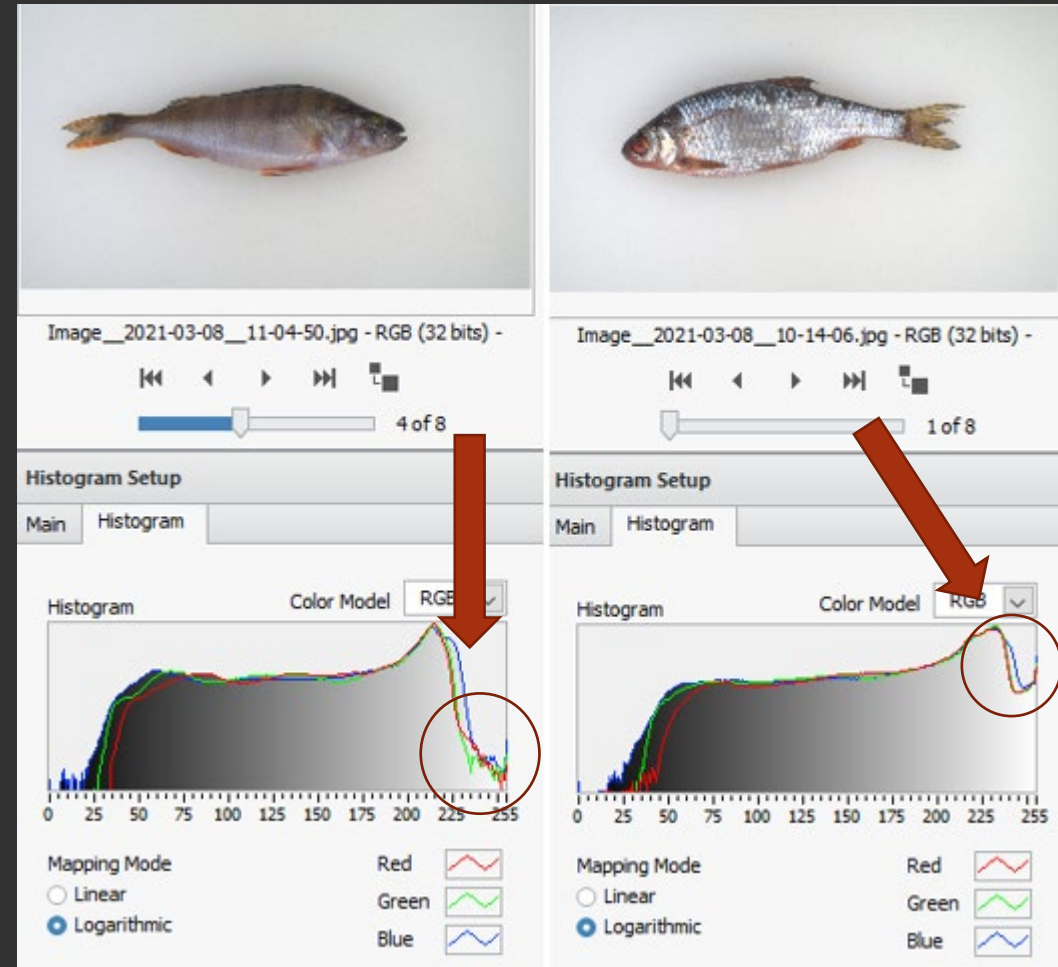 Image__2021-03-08__11-04-50.jpg - RGB (32 bits) -
4 of 8
Histogram Setup
Main Histogram
Histogram Color Model RGB
0 25 50 75 100 125 150 175 200 225 255
Mapping Mode Red
Linear Green
Logarithmic Blue
Image__2021-03-08__10-14-06.jpg - RGB (32 bits) -
1 of 8
Histogram Setup
Main Histogram
Histogram Color Model RGB
0 25 50 75 100 125 150 175 200 225 255
Mapping Mode Red
Linear Green
Logarithmic Blue